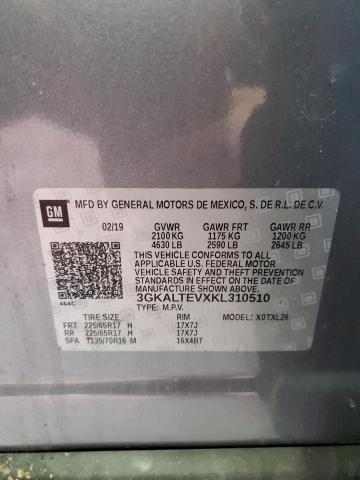 GM
MFD BY GENERAL MOTORS DE MEXICO, S. DE R.L. DE C.V.
02/19 GVWR GAWR FRT GAWR RR
2100 KG 1175 KG 1200 KG
4630 LB 2590 LB 2645 LB
THIS VEHICLE CONFORMS TO ALL
APPLICABLE U.S. FEDERAL MOTOR
VEHICLE SAFETY AND THEFT PREVENTION
STANDARDS IN EFFECT ON THE DATE OF
MANUFACTURE SHOWN ABOVE.
464C 3GKALTEVXKL310510
TYPE: M.P.V. MODEL: X0TXL26
TIRE SIZE RIM
FRT 225/65R17 H 17X7J
RR 225/65R17 H 17X7J
SPA T135/70R16 M 16X4BT